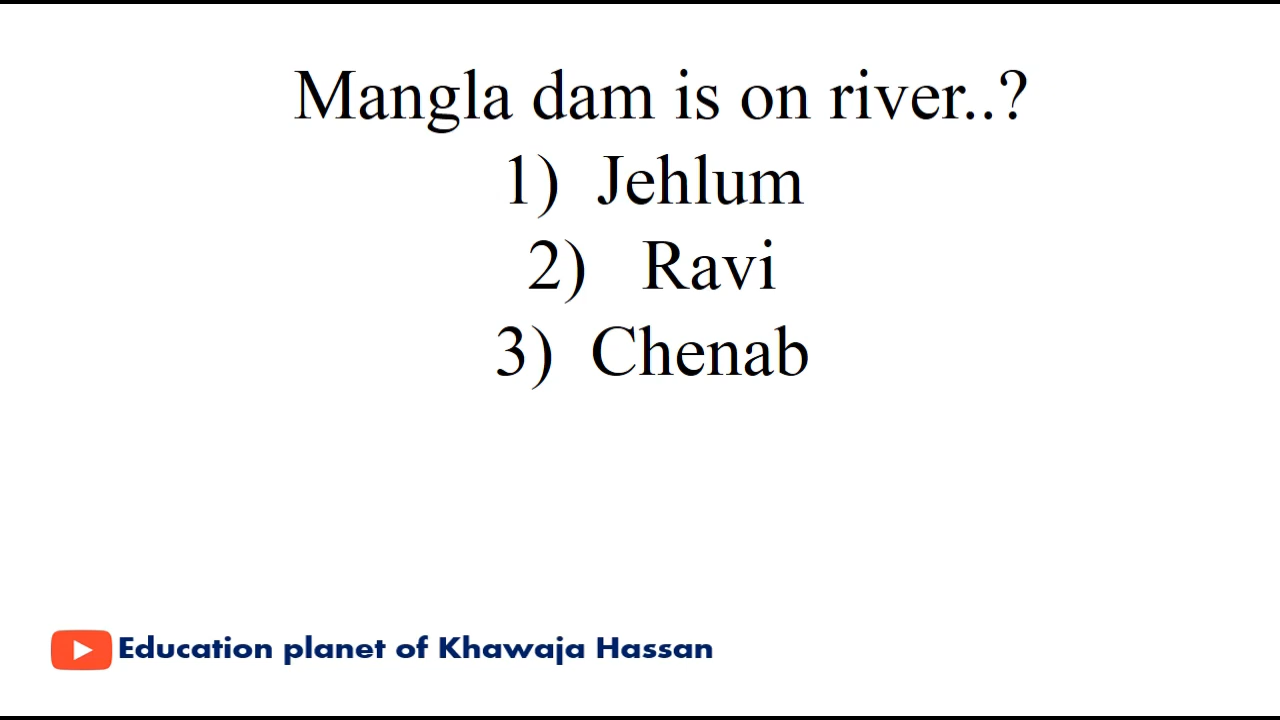 Mangla dam is on river..?
1) Jehlum
2) Ravi
3) Chenab
Education planet of Khawaja Hassan